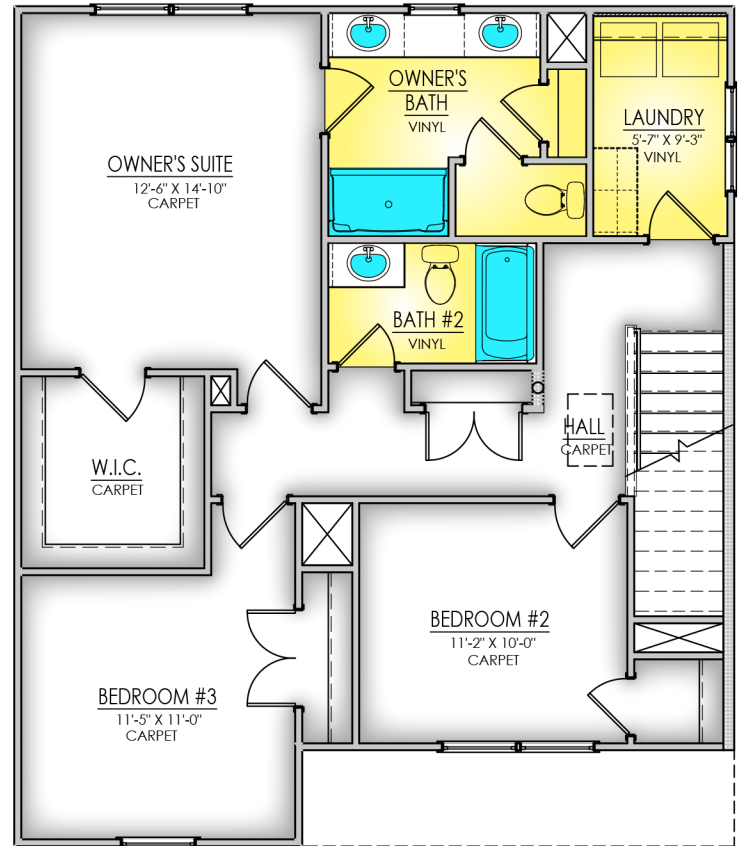 OWNER'S
BATH
VINYL
LAUNDRY
5'-7" X 9'-3"
VINYL
OWNER'S SUITE
12'-6" X 14'-10"
CARPET
BATH #2
VINYL
HALL
CARPET
W.I.C.
CARPET
BEDROOM #2
11'-2" X 10'-0"
CARPET
BEDROOM #3
11'-5" X 11'-0"
CARPET